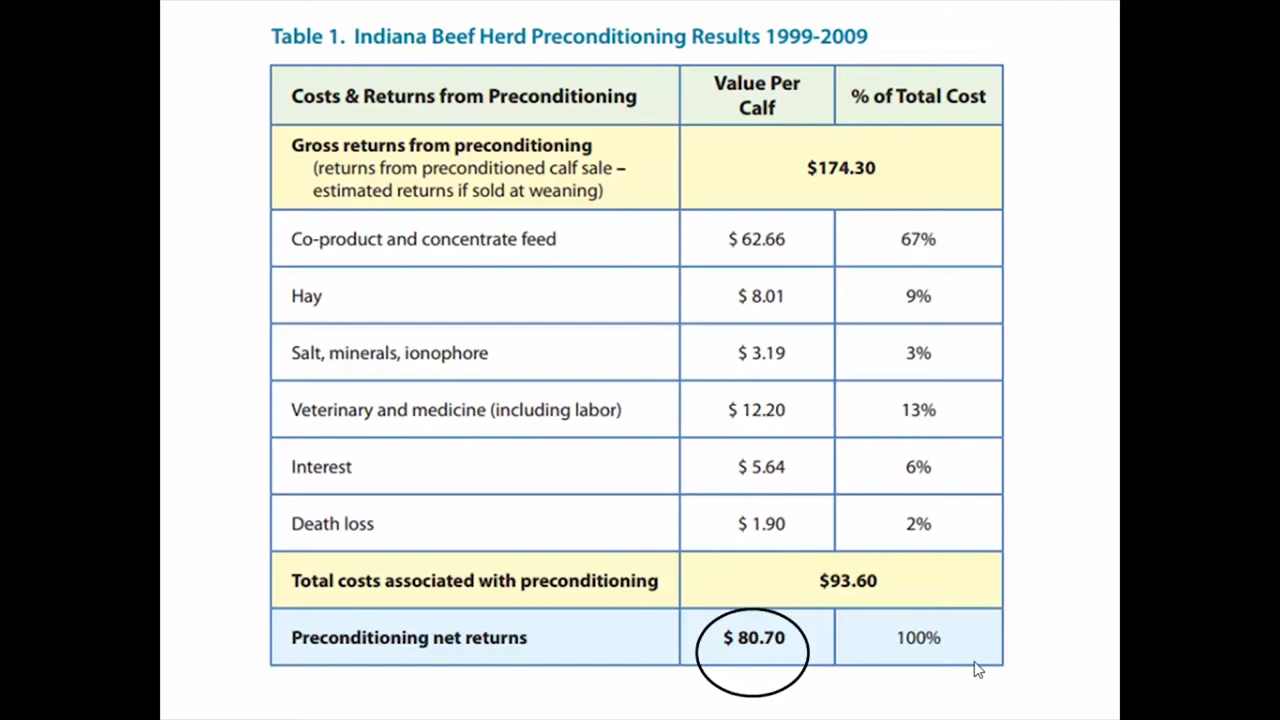 Table 1. Indiana Beef Herd Preconditioning Results 1999-2009
Costs & Returns from Preconditioning
Value Per
Calf
% of Total Cost
Gross returns from preconditioning
(returns from preconditioned calf sale –
estimated returns if sold at weaning)
$174.30
Co-product and concentrate feed
$ 62.66
67%
Hay
$ 8.01
9%
Salt, minerals, ionophore
$ 3.19
3%
Veterinary and medicine (including labor)
$ 12.20
13%
Interest
$ 5.64
6%
Death loss
$ 1.90
2%
Total costs associated with preconditioning
$93.60
Preconditioning net returns
$ 80.70
100%